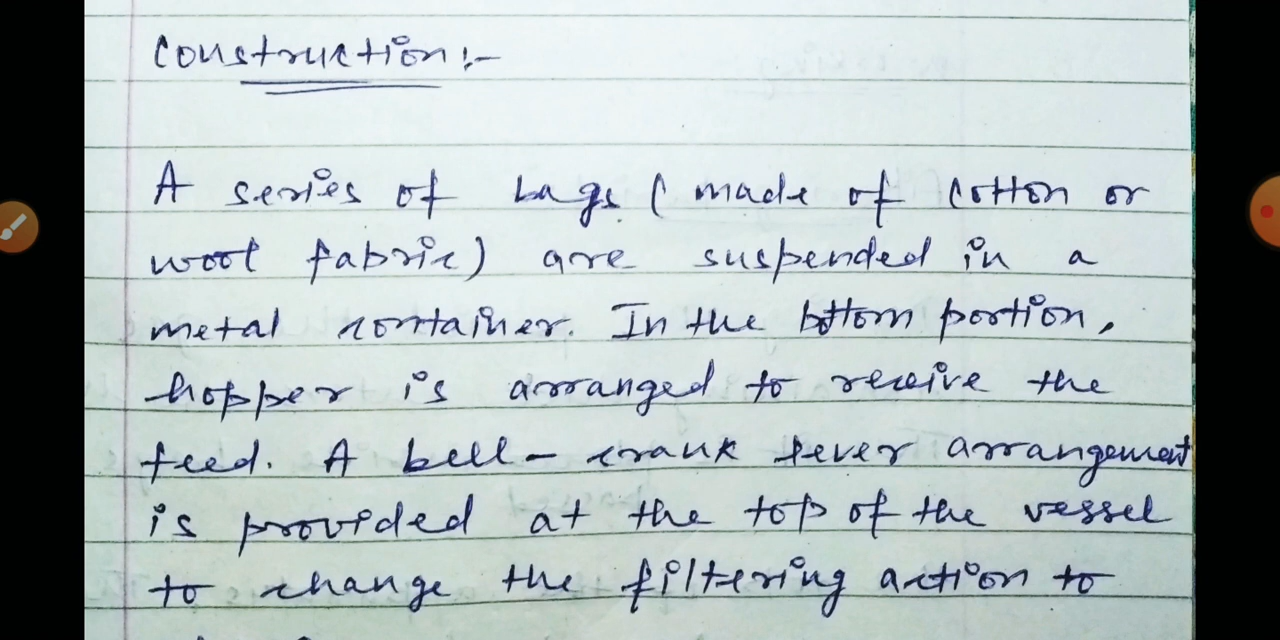 Construction :-
A series of bags ( made of cotton or
wool fabric) are suspended in a
metal container. In the bottom portion,
hopper is arranged to receive the
feed. A bell - crank lever arrangement
is provided at the top of the vessel
to change the filtering action to